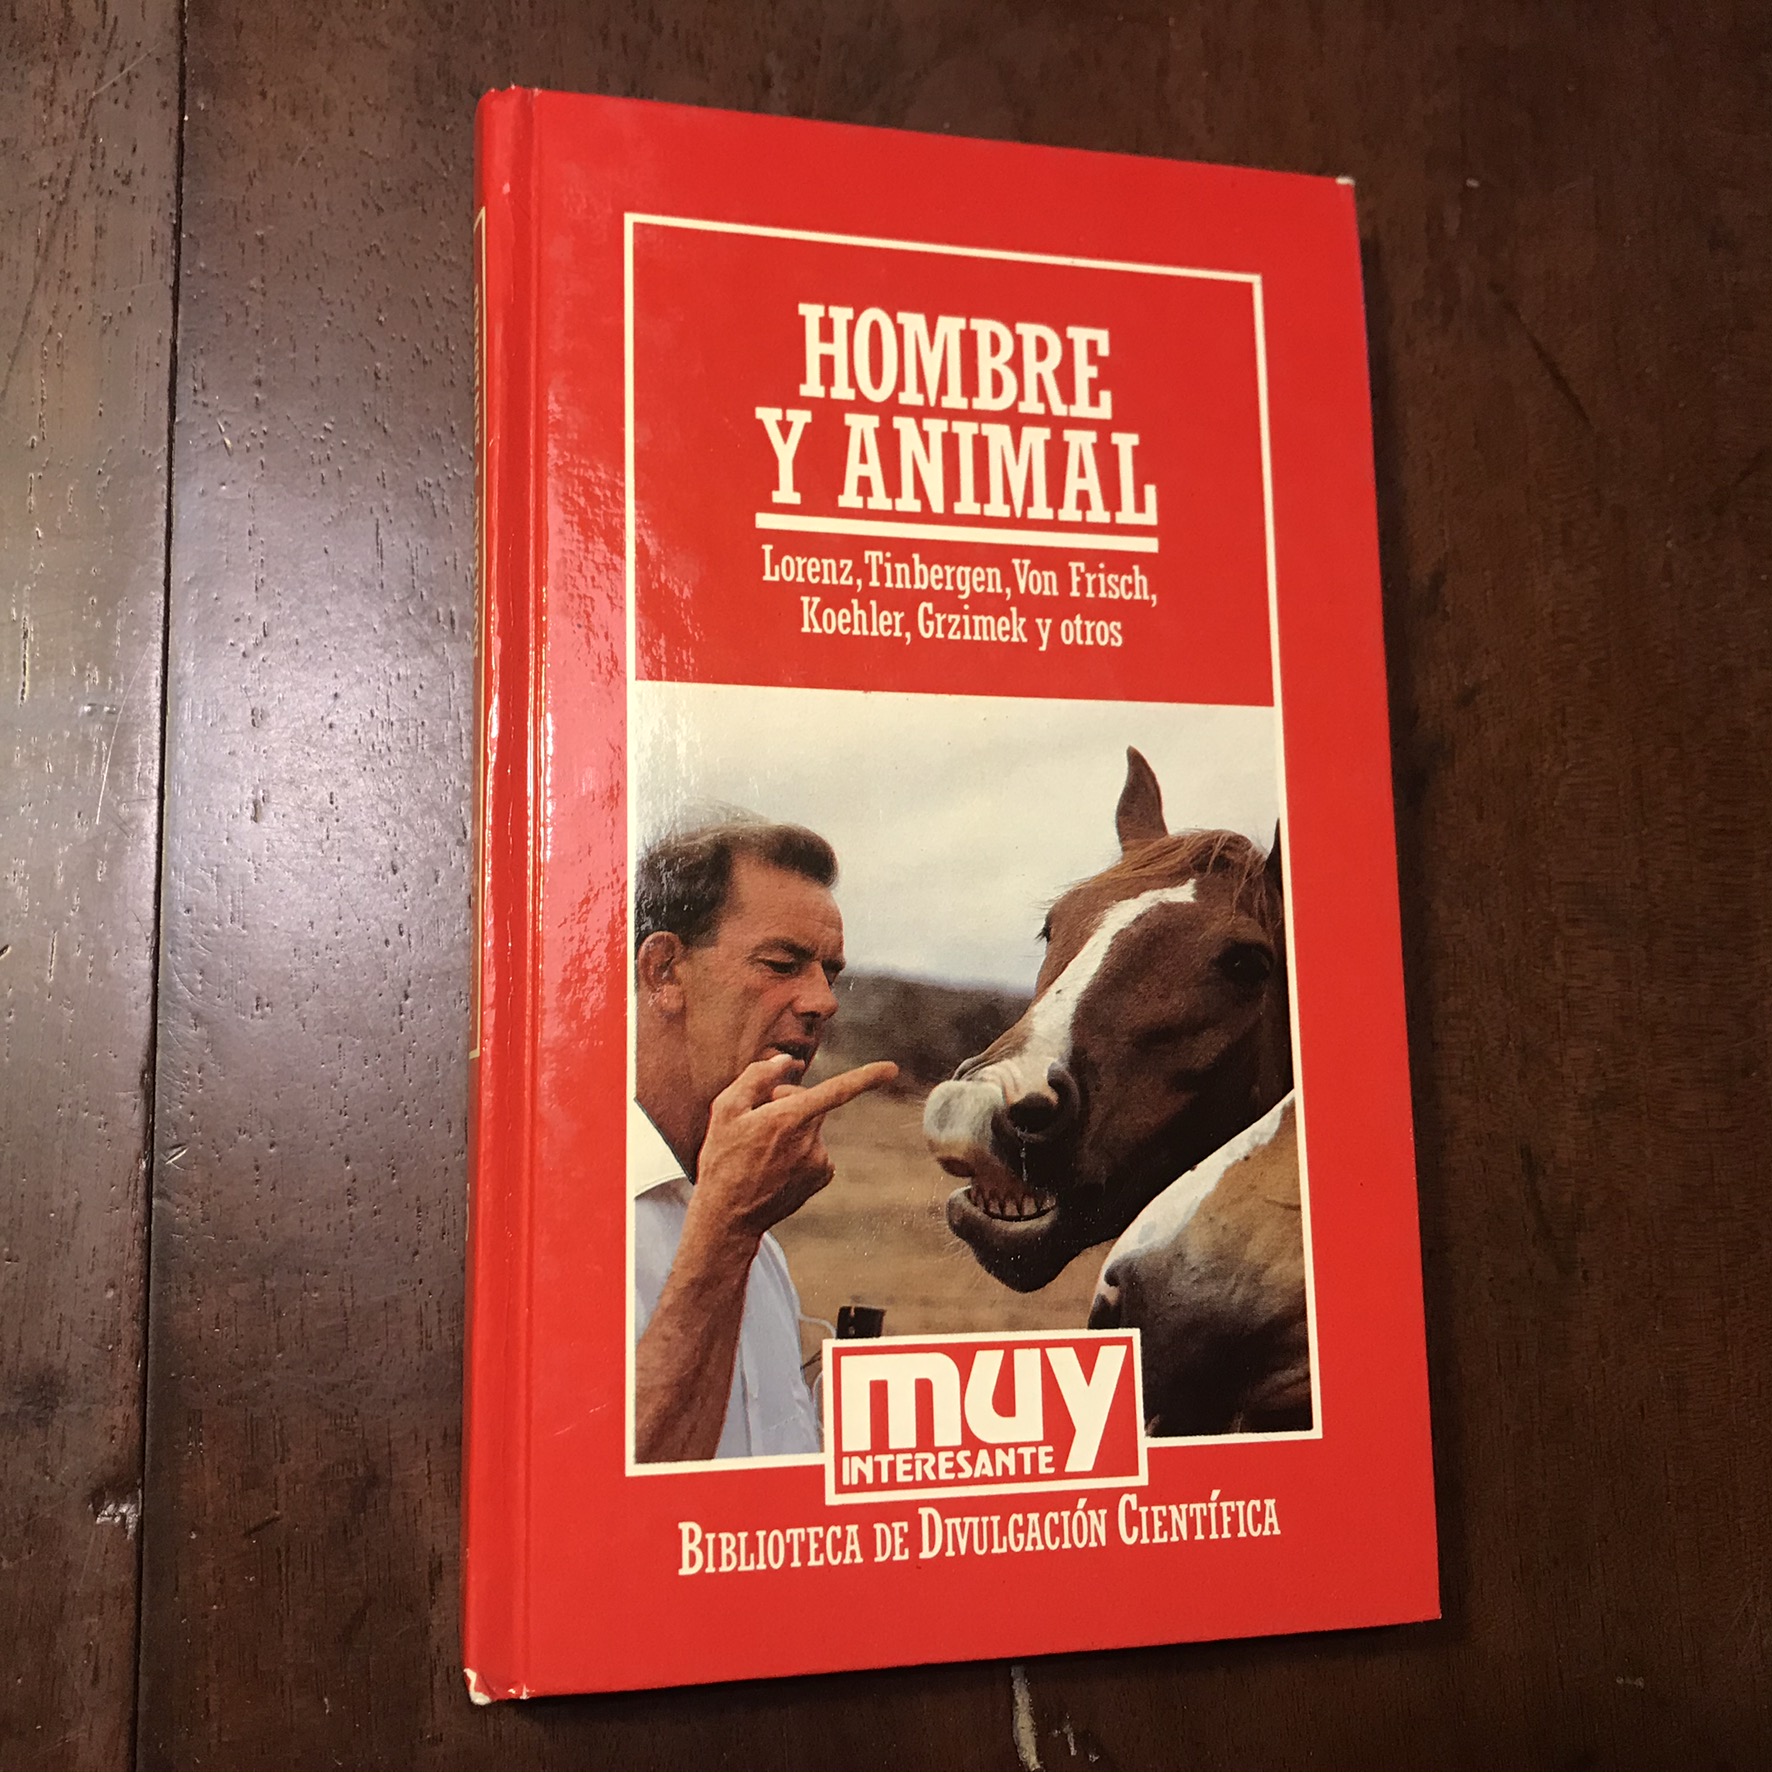 HOMBRE
Y ANIMAL
Lorenz, Tinbergen, Von Frisch,
Koehler, Grzimek y otros
muy
INTERESANTE
BIBLIOTECA DE DIVULGACIÓN CIENTÍFICA